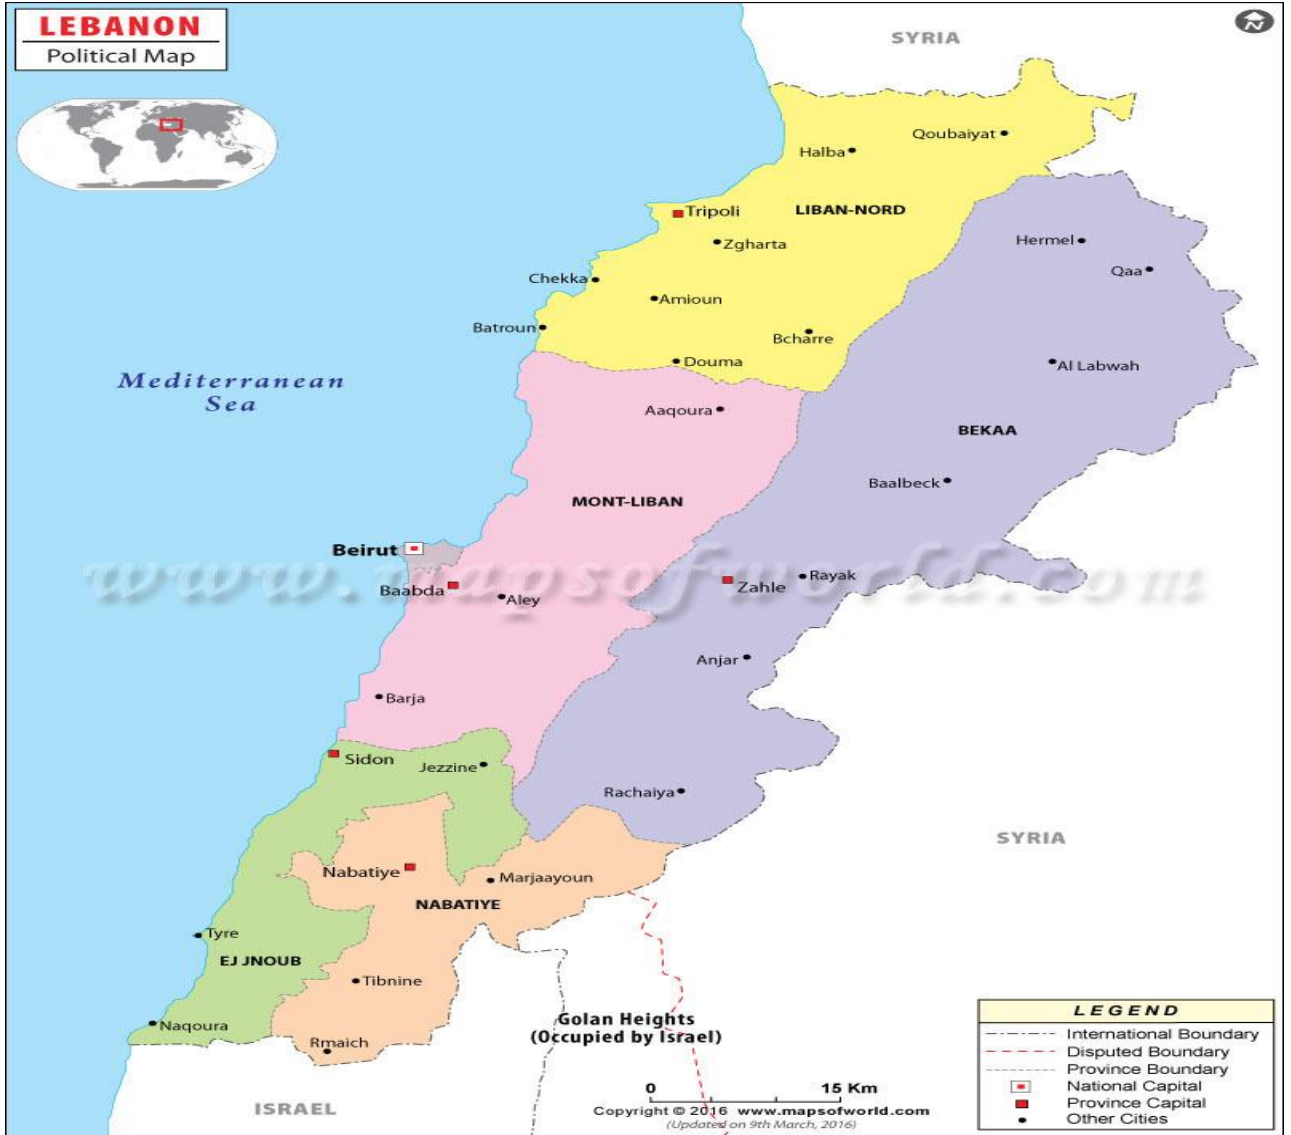 LEBANON
Political Map
SYRIA
N
Qoubaiyat
Halba
Tripoli
LIBAN-NORD
Zgharta
Hermel
Qaa
Chekka
Amioun
Batroun
Bcharre
Douma
Al Labwah
Mediterranean
Sea
Aaqoura
BEKAA
Baalbeck
MONT-LIBAN
Beirut
www.mapsofworld.com
Baabda
Aley
Zahle
Rayak
Anjar
Barja
Sidon
Jezzine
Rachaiya
SYRIA
Nabatiye
Marjaayoun
NABATIYE
Tyre
EJ JNOUB
Tibnine
Naqoura
Rmaich
Golan Heights
(Occupied by Israel)
ISRAEL
LEGEND
International Boundary
Disputed Boundary
Province Boundary
National Capital
Province Capital
Other Cities
0 15 Km
Copyright © 2016 www.mapsofworld.com
(Updated on 9th March, 2016)